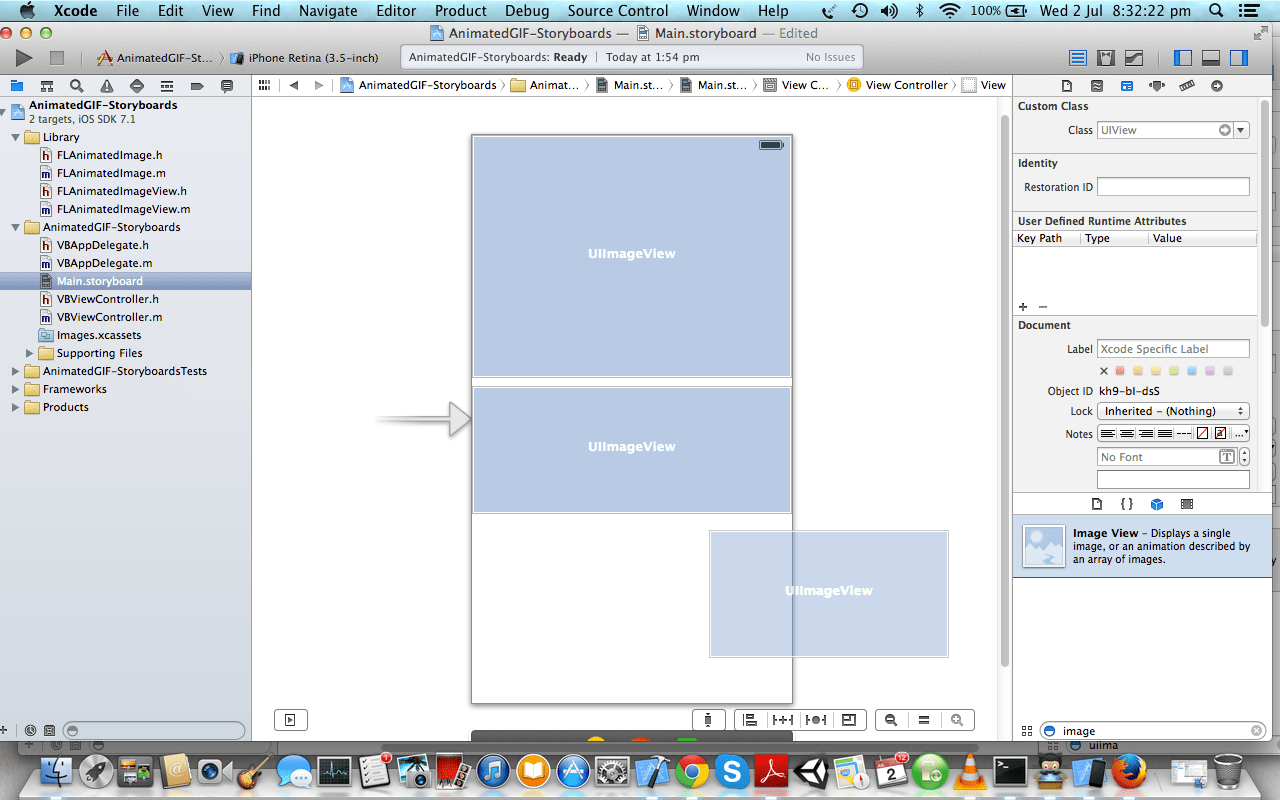 Xcode File Edit View Find Navigate Editor Product Debug Source Control Window Help 100% Wed 2 Jul 8:32:22 pm
AnimatedGIF-Storyboards — Main.storyboard — Edited
AnimatedGIF-St... iPhone Retina (3.5-inch) AnimatedGIF-Storyboards: Ready Today at 1:54 pm No Issues
AnimatedGIF-Storyboards Animat... Main.st... Main.st... View C... View Controller View
AnimatedGIF-Storyboards
2 targets, iOS SDK 7.1
Library
FLAnimatedImage.h
FLAnimatedImage.m
FLAnimatedImageView.h
FLAnimatedImageView.m
AnimatedGIF-Storyboards
VBAppDelegate.h
VBAppDelegate.m
Main.storyboard
VBViewController.h
VBViewController.m
Images.xcassets
Supporting Files
AnimatedGIF-StoryboardsTests
Frameworks
Products
UIImageView
UIImageView
UIImageView
Custom Class
Class UIView
Identity
Restoration ID
User Defined Runtime Attributes
Key Path Type Value
Document
Label Xcode Specific Label
Object ID kh9-bI-dsS
Lock Inherited - (Nothing)
Notes
No Font
Image View - Displays a single
image, or an animation described by
an array of images.
image
uiima
1
2
12